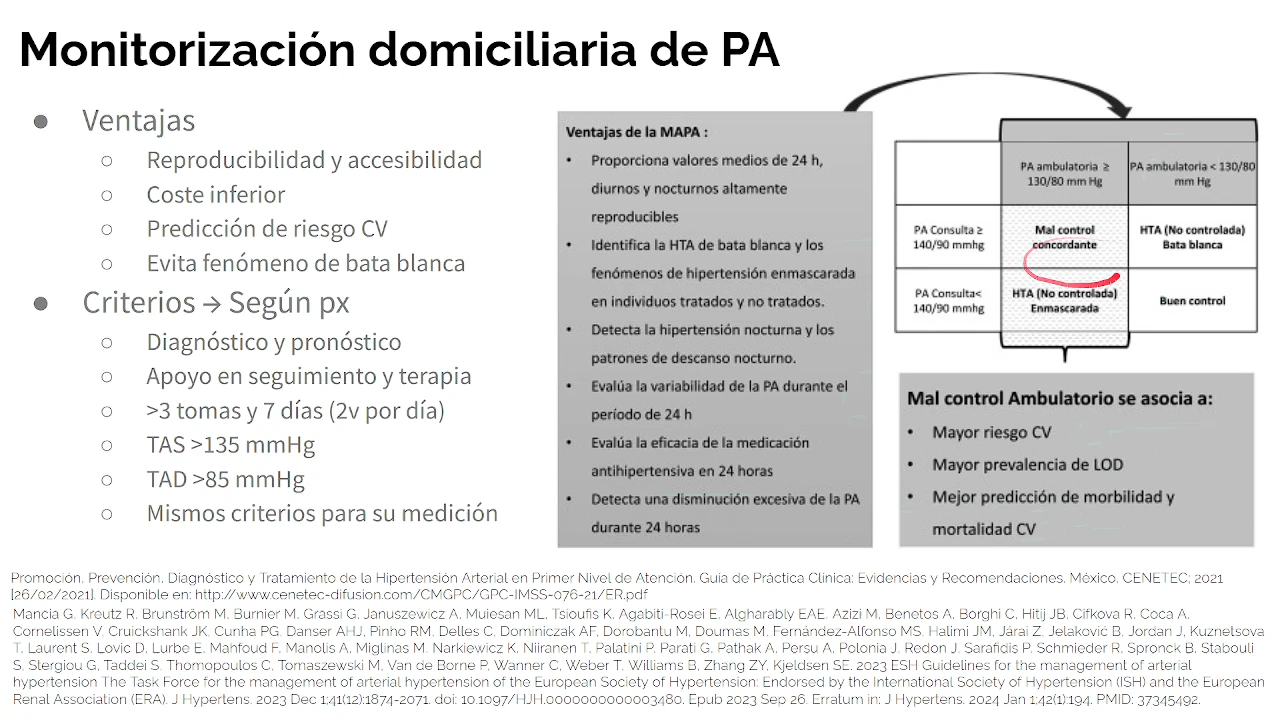 Monitorización domiciliaria de PA
● Ventajas
○ Reproducibilidad y accesibilidad
○ Coste inferior
○ Predicción de riesgo CV
○ Evita fenómeno de bata blanca
● Criterios → Según px
○ Diagnóstico y pronóstico
○ Apoyo en seguimiento y terapia
○ >3 tomas y 7 días (2v por día)
○ TAS >135 mmHg
○ TAD >85 mmHg
○ Mismos criterios para su medición
Ventajas de la MAPA :
• Proporciona valores medios de 24 h,
diurnos y nocturnos altamente
reproducibles
• Identifica la HTA de bata blanca y los
fenómenos de hipertensión enmascarada
en individuos tratados y no tratados.
• Detecta la hipertensión nocturna y los
patrones de descanso nocturno.
• Evalúa la variabilidad de la PA durante el
período de 24 h
• Evalúa la eficacia de la medicación
antihipertensiva en 24 horas
• Detecta una disminución excesiva de la PA
durante 24 horas
PA ambulatoria ≥
130/80 mm Hg
PA ambulatoria < 130/80
mm Hg
PA Consulta ≥
140/90 mmhg
Mal control
concordante
HTA (No controlada)
Bata blanca
PA Consulta<
140/90 mmhg
HTA (No controlada)
Enmascarada
Buen control
Mal control Ambulatorio se asocia a:
• Mayor riesgo CV
• Mayor prevalencia de LOD
• Mejor predicción de morbilidad y
mortalidad CV
Promoción, Prevención, Diagnóstico y Tratamiento de la Hipertensión Arterial en Primer Nivel de Atención. Guía de Práctica Clínica: Evidencias y Recomendaciones. México, CENETEC; 2021
[26/02/2021]. Disponible en: http://www.cenetec-difusion.com/CMGPC/GPC-IMSS-076-21/ER.pdf
Mancia G, Kreutz R, Brunström M, Burnier M, Grassi G, Januszewicz A, Muiesan ML, Tsioufis K, Agabiti-Rosei E, Algharably EAE, Azizi M, Benetos A, Borghi C, Hitij JB, Cifkova R, Coca A,
Cornelissen V, Cruickshank JK, Cunha PG, Danser AHJ, Pinho RM, Delles C, Dominiczak AF, Dorobantu M, Doumas M, Fernández-Alfonso MS, Halimi JM, Járai Z, Jelaković B, Jordan J, Kuznetsova
T, Laurent S, Lovic D, Lurbe E, Mahfoud F, Manolis A, Miglinas M, Narkiewicz K, Niiranen T, Palatini P, Parati G, Pathak A, Persu A, Polonia J, Redon J, Sarafidis P, Schmieder R, Spronck B, Stabouli
S, Stergiou G, Taddei S, Thomopoulos C, Tomaszewski M, Van de Borne P, Wanner C, Weber T, Williams B, Zhang ZY, Kjeldsen SE. 2023 ESH Guidelines for the management of arterial
hypertension The Task Force for the management of arterial hypertension of the European Society of Hypertension: Endorsed by the International Society of Hypertension (ISH) and the European
Renal Association (ERA). J Hypertens. 2023 Dec 1;41(12):1874-2071. doi: 10.1097/HJH.0000000000003480. Epub 2023 Sep 26. Erratum in: J Hypertens. 2024 Jan 1;42(1):194. PMID: 37345492.